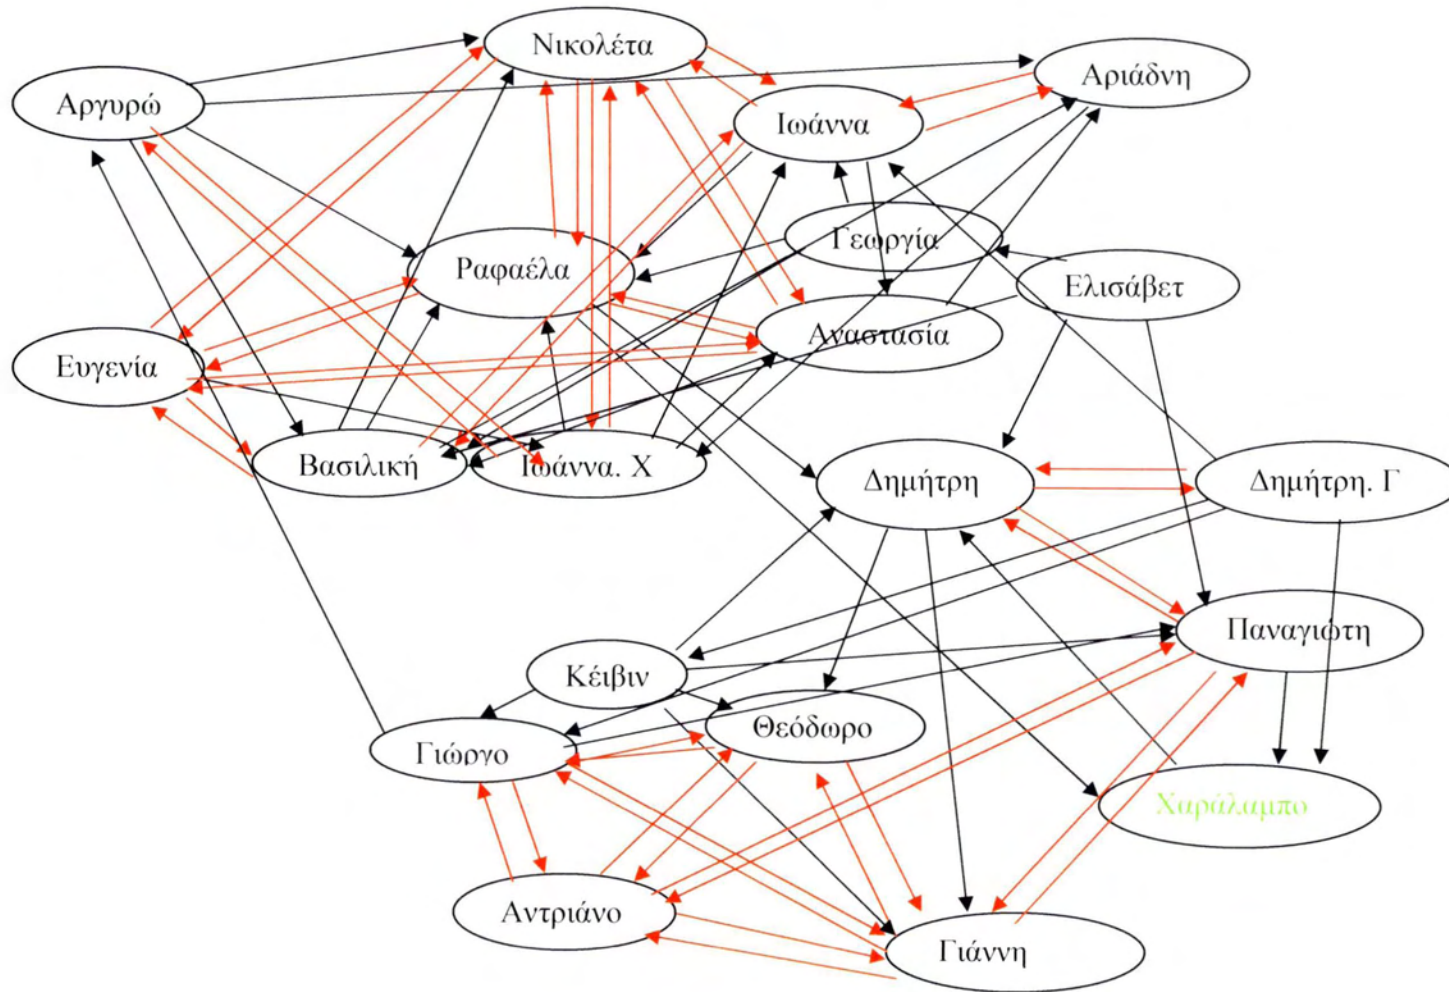 Νικολέτα
Αριάδνη
Αργυρώ
Ιωάννα
Γεωργία
Ραφαέλα
Ελισάβετ
Αναστασία
Ευγενία
Βασιλική
Ιωάννα. Χ
Δημήτρη
Δημήτρη. Γ
Παναγιώτη
Κέιβιν
Θεόδωρο
Γιώργο
Χαράλαμπο
Αντριάνο
Γιάννη